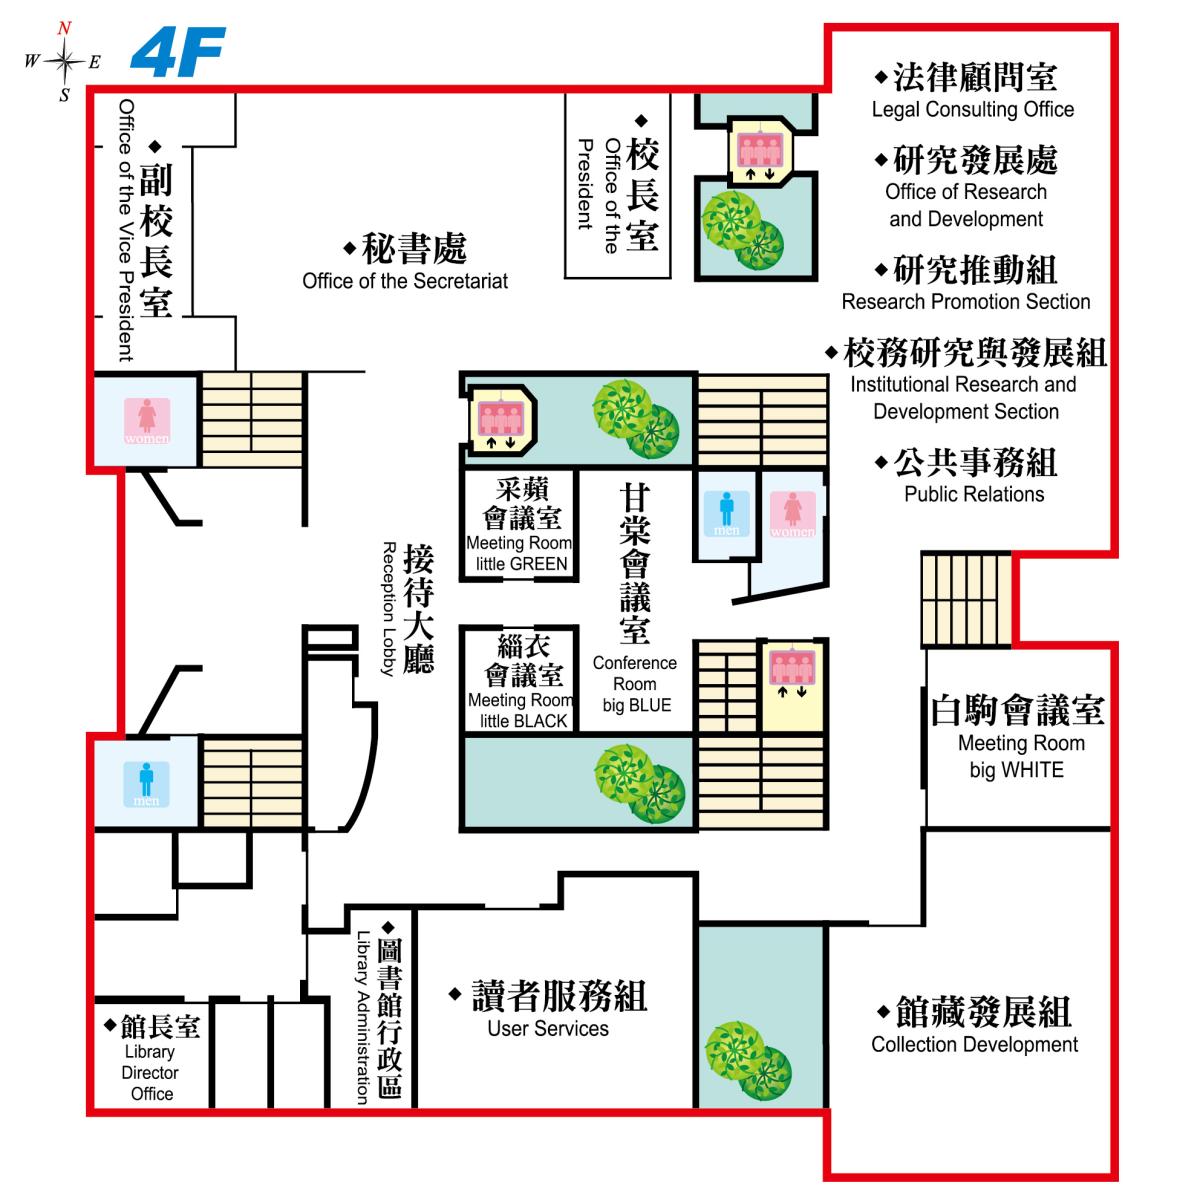 N
W
E
S
4F
◆法律顧問室
Legal Consulting Office
◆研究發展處
Office of Research
and Development
◆研究推動組
Research Promotion Section
◆校務研究與發展組
Institutional Research and
Development Section
◆公共事務組
Public Relations
◆副校長室
Office of the Vice President
◆秘書處
Office of the Secretariat
◆校長室
Office of the
President
women
采蘋
會議室
Meeting Room
little GREEN
甘棠會議室
Conference
Room
big BLUE
men
women
接待大廳
Reception Lobby
緇衣
會議室
Meeting Room
little BLACK
白駒會議室
Meeting Room
big WHITE
men
◆圖書館行政區
Library Administration
◆讀者服務組
User Services
◆館長室
Library
Director
Office
◆館藏發展組
Collection Development